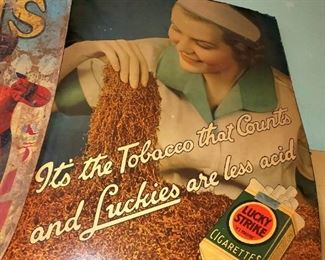 S
It's the Tobacco that Counts
and Luckies are less acid
LUCKY
STRIKE
CIGARETTES